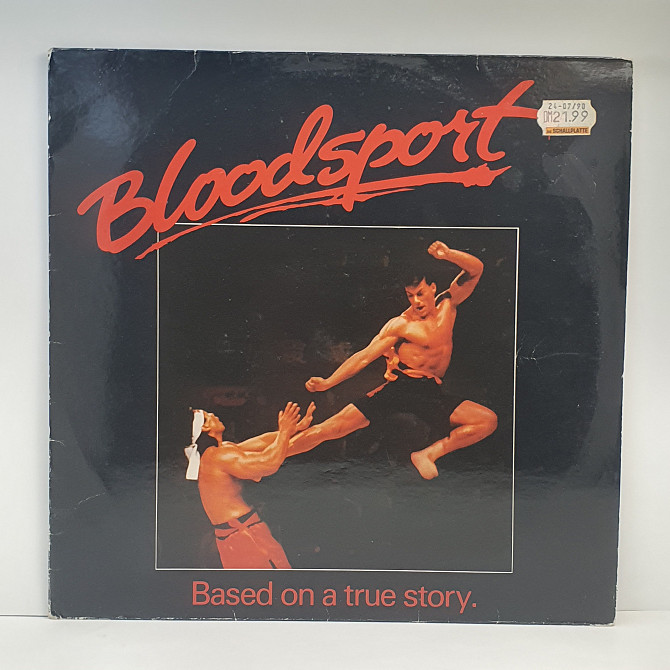 Bloodsport
24-07/90
DM21.99
SCHALLPLATTE
Based on a true story.